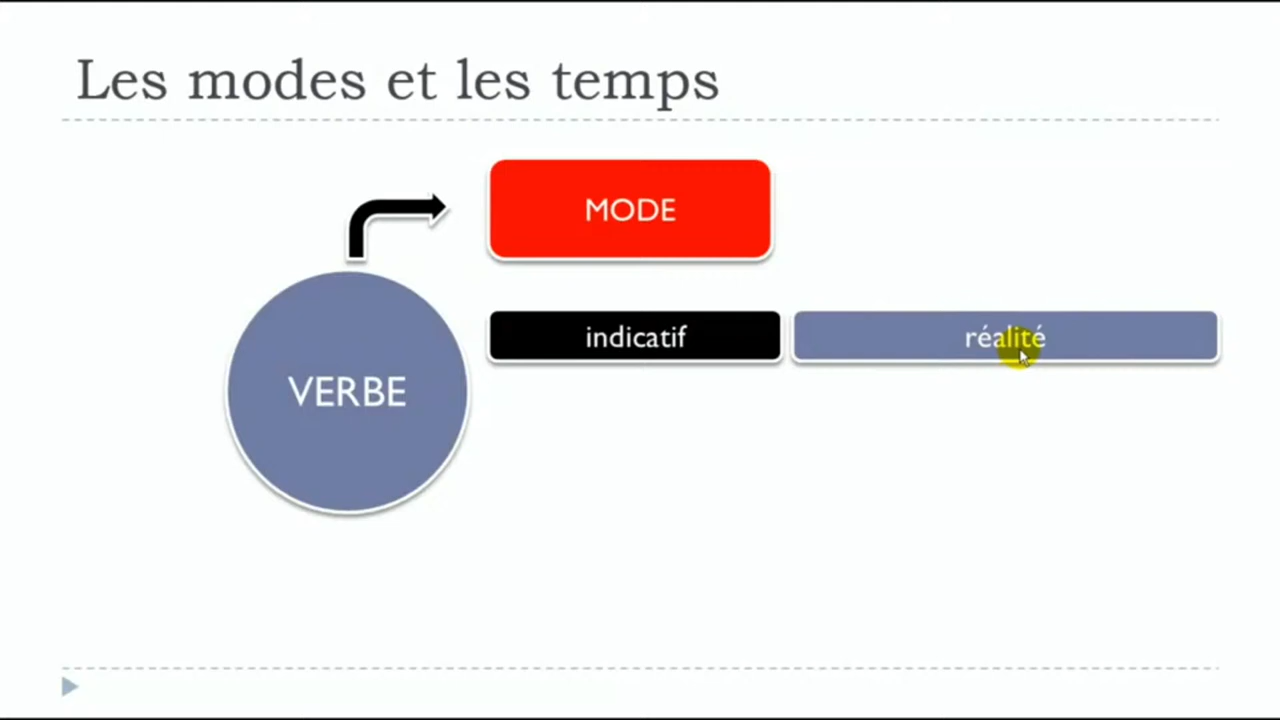 Les modes et les temps
MODE
indicatif
réalité
VERBE